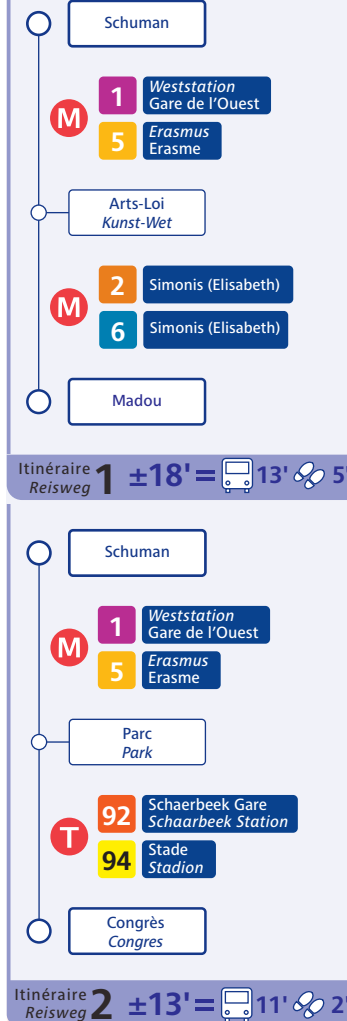 Schuman
M
1 Weststation
Gare de l'Ouest
5 Erasmus
Erasme
Arts-Loi
Kunst-Wet
M
2 Simonis (Elisabeth)
6 Simonis (Elisabeth)
Madou
Itinéraire
Reisweg 1 ±18' = 13' 5'
Schuman
M
1 Weststation
Gare de l'Ouest
5 Erasmus
Erasme
Parc
Park
T
92 Schaerbeek Gare
Schaarbeek Station
94 Stade
Stadion
Congrès
Congres
Itinéraire
Reisweg 2 ±13' = 11' 2'